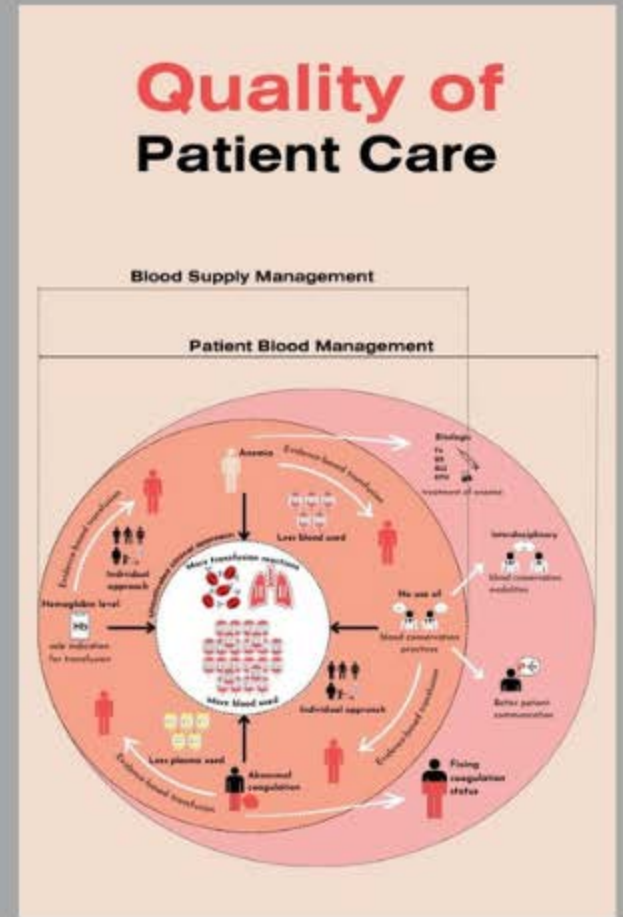 Quality of
Patient Care
Blood Supply Management
Patient Blood Management
Anemia
Evidence-based transfusion
Less blood used
Etiologic
Fe
treatment of anemia
Evidence-based transfusion
Individual
approach
Hemoglobin level
Hb
sole indication
for transfusion
More transfusion reactions
More blood used
No use of
blood conservation
practices
Interdisciplinary
blood conservation
modalities
Individual approach
Evidence-based transfusion
Better patient
communication
Less plasma used
Evidence-based transfusion
Abnormal
coagulation
Fixing
coagulation
status